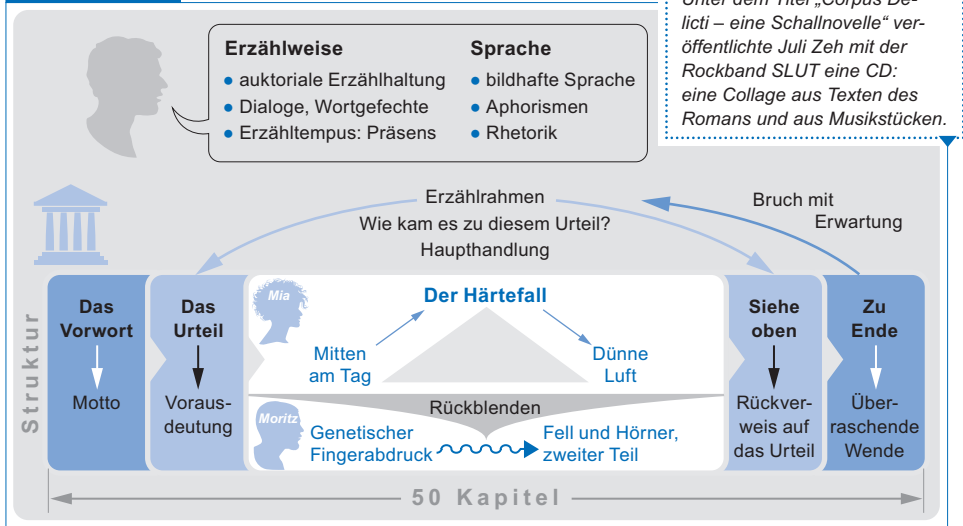 Unter dem Titel „Corpus De-
licti – eine Schallnovelle“ ver-
öffentlichte Juli Zeh mit der
Rockband SLUT eine CD:
eine Collage aus Texten des
Romans und aus Musikstücken.
Erzählweise
• auktoriale Erzählhaltung
• Dialoge, Wortgefechte
• Erzähltempus: Präsens
Sprache
• bildhafte Sprache
• Aphorismen
• Rhetorik
Erzählrahmen
Wie kam es zu diesem Urteil?
Haupthandlung
Bruch mit
Erwartung
Struktur
Das
Vorwort
Motto
Das
Urteil
Voraus-
deutung
Mia
Der Härtefall
Mitten
am Tag
Dünne
Luft
Rückblenden
Moritz
Genetischer
Fingerabdruck
Fell und Hörner,
zweiter Teil
Siehe
oben
Rückver-
weis auf
das Urteil
Zu
Ende
Über-
raschende
Wende
50 Kapitel